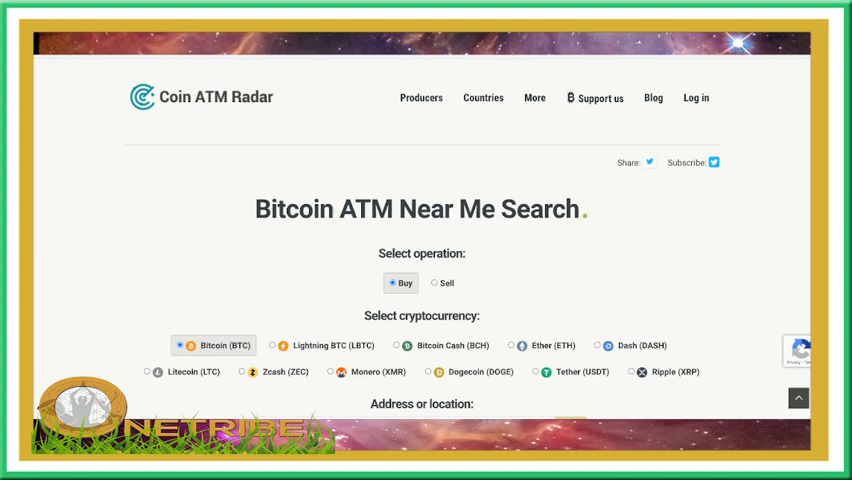 Coin ATM Radar
Producers Countries More Support us Blog Log in
Share: Subscribe:
Bitcoin ATM Near Me Search.
Select operation:
Buy Sell
Select cryptocurrency:
Bitcoin (BTC) Lightning BTC (LBTC) Bitcoin Cash (BCH) Ether (ETH) Dash (DASH)
Litecoin (LTC) Zcash (ZEC) Monero (XMR) Dogecoin (DOGE) Tether (USDT) Ripple (XRP)
Privacy
Address or location:
NETRIBE